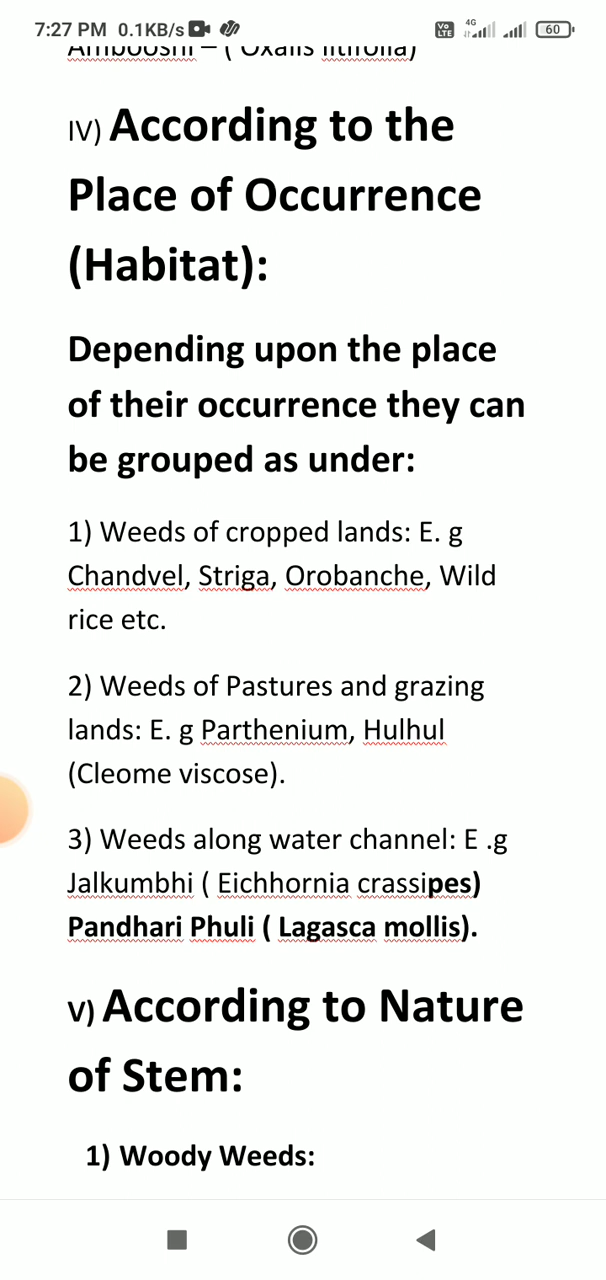 7:27 PM 0.1KB/s
Vo LTE 4G 60
IV) According to the
Place of Occurrence
(Habitat):
Depending upon the place
of their occurrence they can
be grouped as under:
1) Weeds of cropped lands: E. g
Chandvel, Striga, Orobanche, Wild
rice etc.
2) Weeds of Pastures and grazing
lands: E. g Parthenium, Hulhul
(Cleome viscose).
3) Weeds along water channel: E .g
Jalkumbhi ( Eichhornia crassipes)
Pandhari Phuli ( Lagasca mollis).
V) According to Nature
of Stem:
1) Woody Weeds: